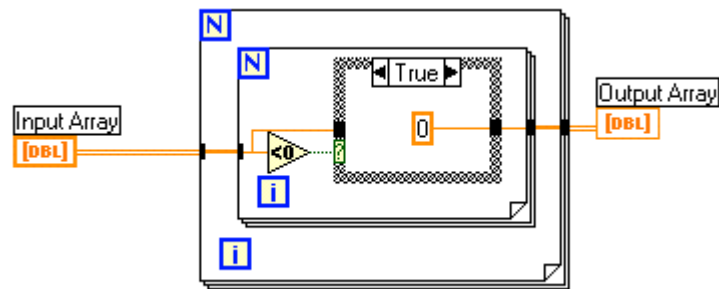 N
N
True
Output Array
Input Array
[DBL]
<0
?
0
[DBL]
i
i